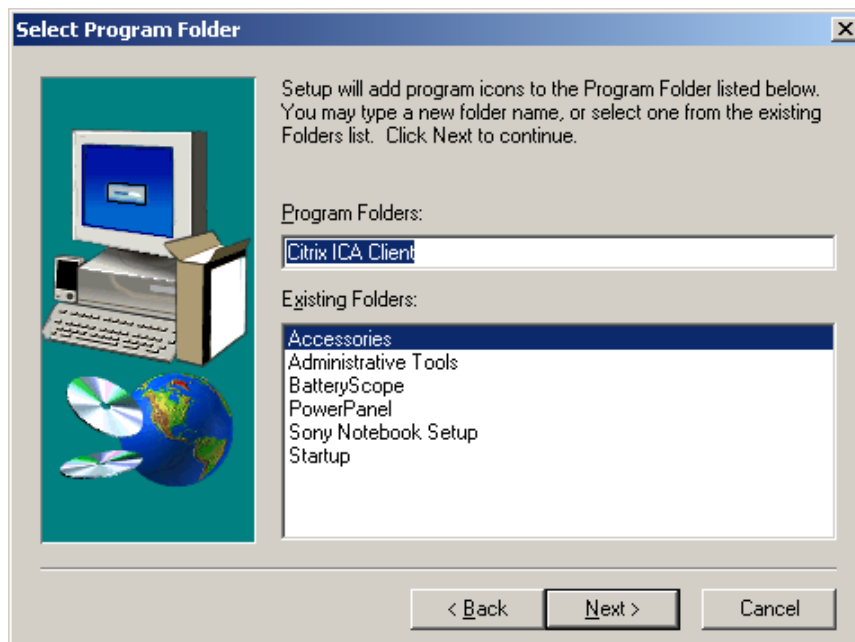 Select Program Folder
Setup will add program icons to the Program Folder listed below.
You may type a new folder name, or select one from the existing
Folders list. Click Next to continue.
Program Folders:
Citrix ICA Client
Existing Folders:
Accessories
Administrative Tools
BatteryScope
PowerPanel
Sony Notebook Setup
Startup
< Back
Next >
Cancel